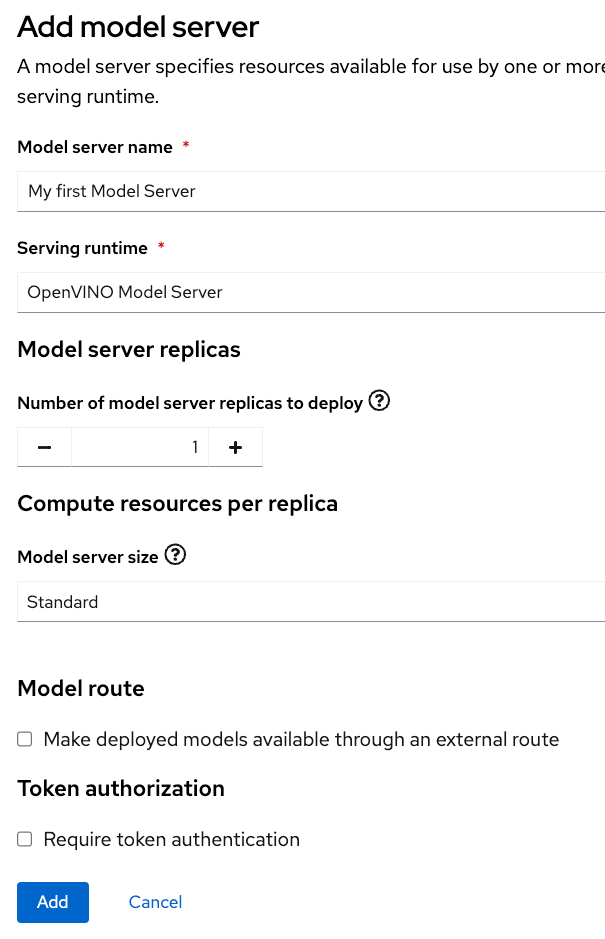 Add model server
A model server specifies resources available for use by one or more
serving runtime.
Model server name *
My first Model Server
Serving runtime *
OpenVINO Model Server
Model server replicas
Number of model server replicas to deploy ?
− 1 +
Compute resources per replica
Model server size ?
Standard
Model route
Make deployed models available through an external route
Token authorization
Require token authentication
Add Cancel